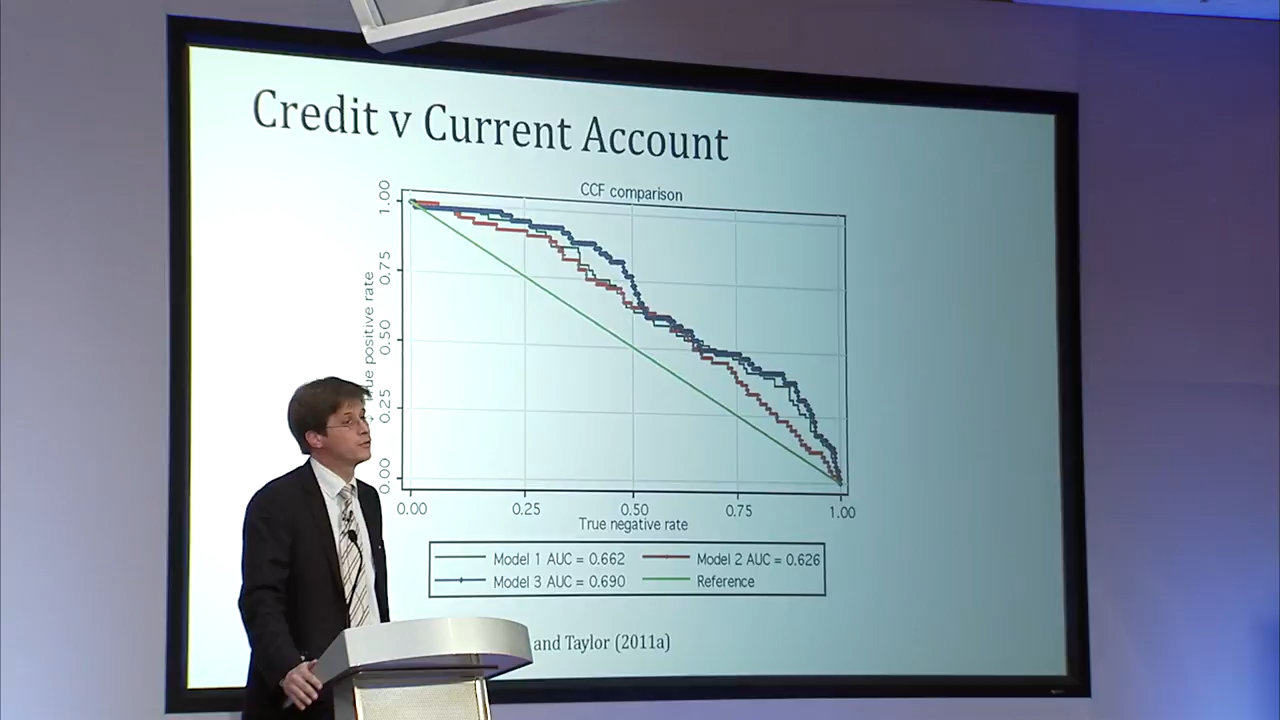 Credit v Current Account
CCF comparison
1.00
0.75
0.50
0.25
0.00
positive rate
0.00 0.25 0.50 0.75 1.00
True negative rate
Model 1 AUC = 0.662 Model 2 AUC = 0.626
Model 3 AUC = 0.690 Reference
and Taylor (2011a)